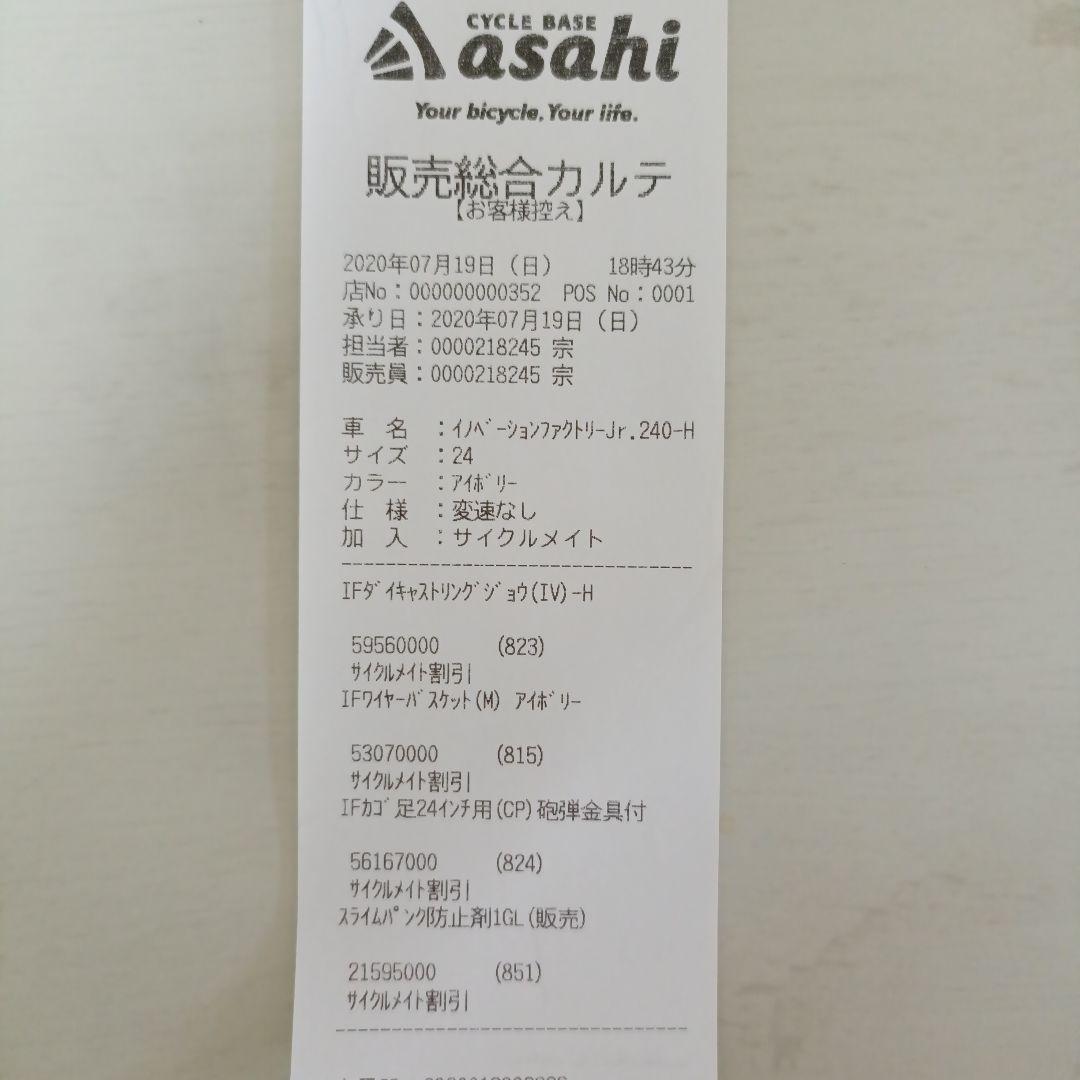 CYCLE BASE
asahi
Your bicycle. Your life.
販売総合カルテ
【お客様控え】
2020年07月19日（日） 18時43分
店No：000000000352 POS No：0001
承り日：2020年07月19日（日）
担当者：0000218245 宗
販売員：0000218245 宗
車　名　：ｲﾉﾍﾞｰｼｮﾝﾌｧｸﾄﾘｰJr.240-H
サイズ　：24
カラー　：ｱｲﾎﾞﾘｰ
仕　様　：変速なし
加　入　：サイクルメイト
IFﾀﾞｲｷｬｽﾄﾘﾝｸﾞｼﾞｮｳ(IV)-H
59560000 (823)
ｻｲｸﾙﾒｲﾄ割引
IFﾜｲﾔｰﾊﾞｽｹｯﾄ(M) ｱｲﾎﾞﾘｰ
53070000 (815)
ｻｲｸﾙﾒｲﾄ割引
IFｶｺﾞ足24ｲﾝﾁ用(CP)砲弾金具付
56167000 (824)
ｻｲｸﾙﾒｲﾄ割引
ｽﾗｲﾑﾊﾟﾝｸ防止剤1GL(販売)
21595000 (851)
ｻｲｸﾙﾒｲﾄ割引